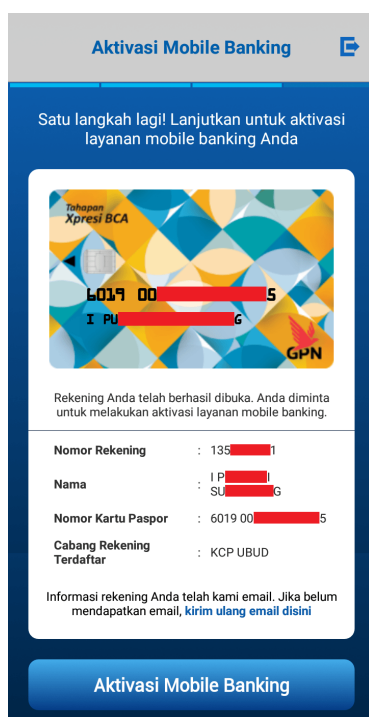 Aktivasi Mobile Banking
Satu langkah lagi! Lanjutkan untuk aktivasi
layanan mobile banking Anda
Tahapan
Xpresi BCA
6019 00 5
I PU G
GPN
Rekening Anda telah berhasil dibuka. Anda diminta
untuk melakukan aktivasi layanan mobile banking.
Nomor Rekening : 135 1
Nama : I P I
SU G
Nomor Kartu Paspor : 6019 00 5
Cabang Rekening
Terdaftar : KCP UBUD
Informasi rekening Anda telah kami email. Jika belum
mendapatkan email, kirim ulang email disini
Aktivasi Mobile Banking